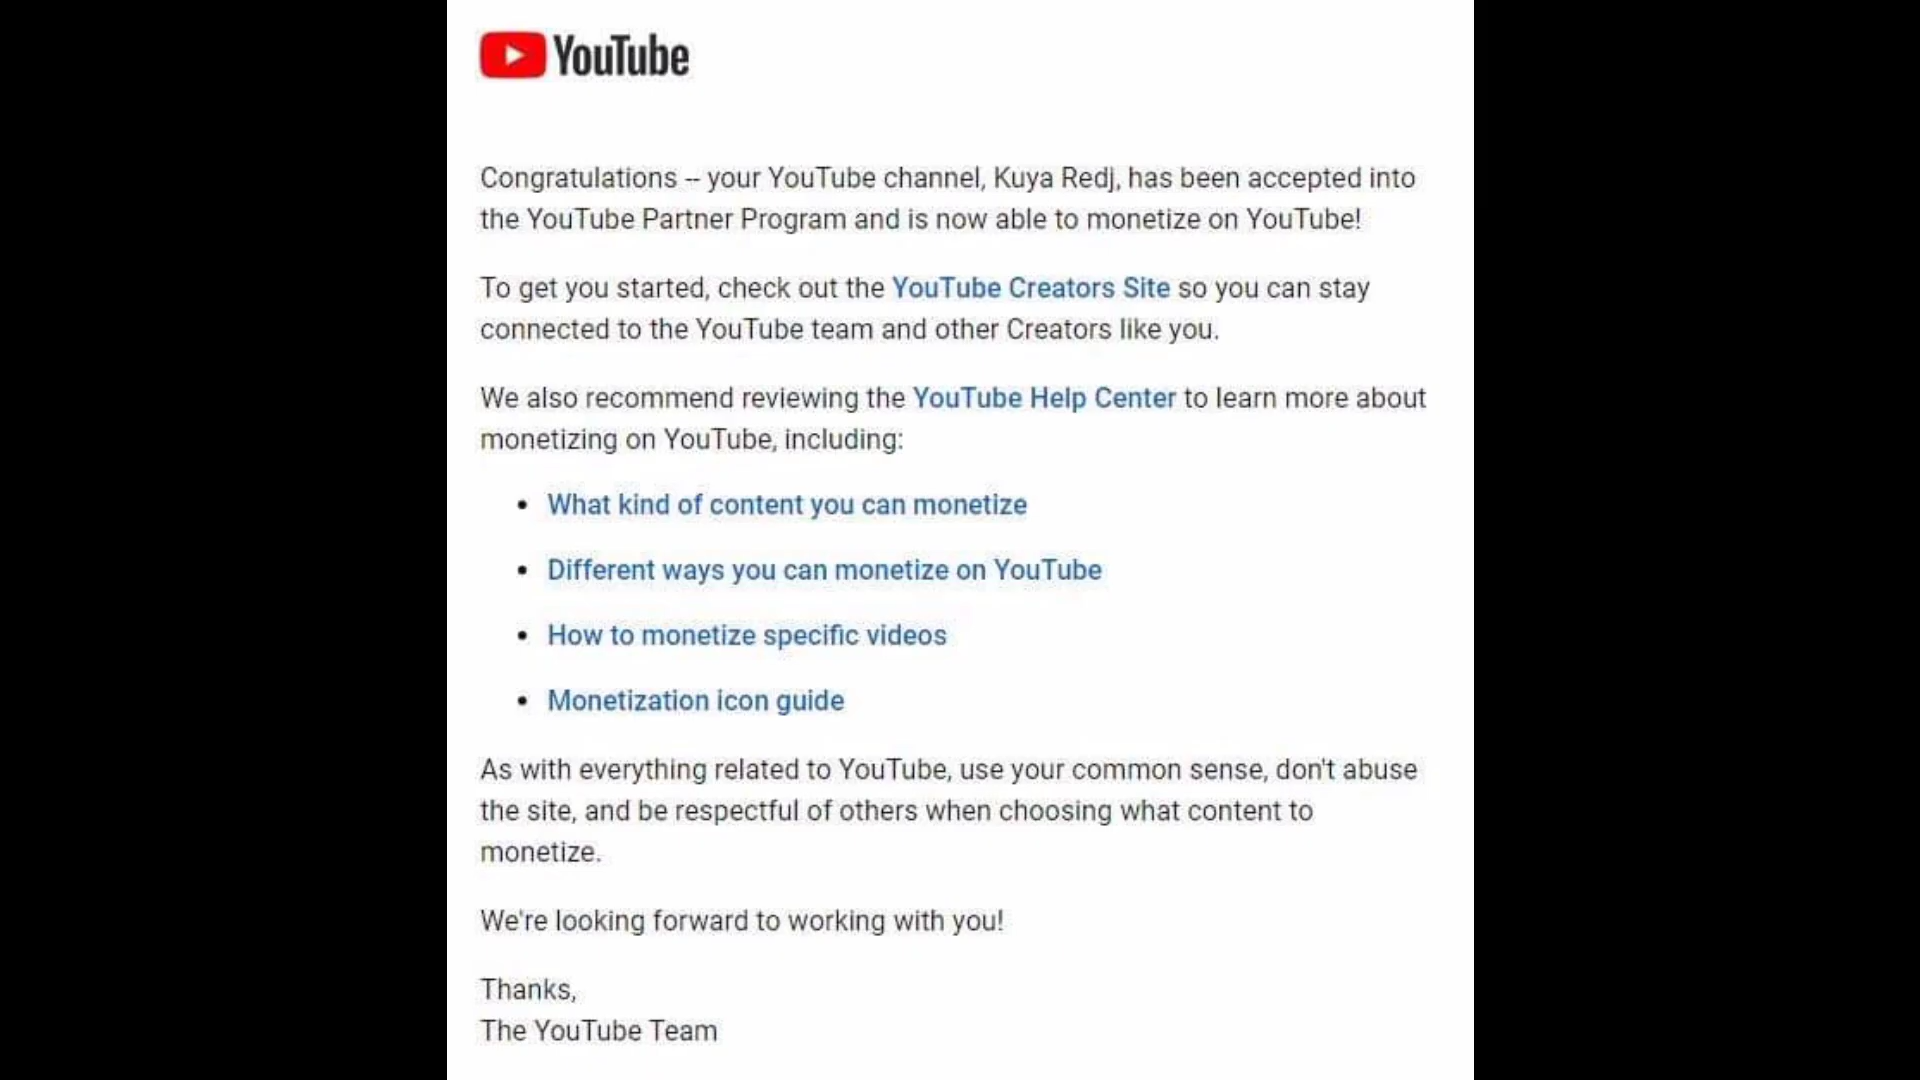 YouTube
Congratulations -- your YouTube channel, Kuya Redj, has been accepted into
the YouTube Partner Program and is now able to monetize on YouTube!
To get you started, check out the YouTube Creators Site so you can stay
connected to the YouTube team and other Creators like you.
We also recommend reviewing the YouTube Help Center to learn more about
monetizing on YouTube, including:
• What kind of content you can monetize
• Different ways you can monetize on YouTube
• How to monetize specific videos
• Monetization icon guide
As with everything related to YouTube, use your common sense, don't abuse
the site, and be respectful of others when choosing what content to
monetize.
We're looking forward to working with you!
Thanks,
The YouTube Team